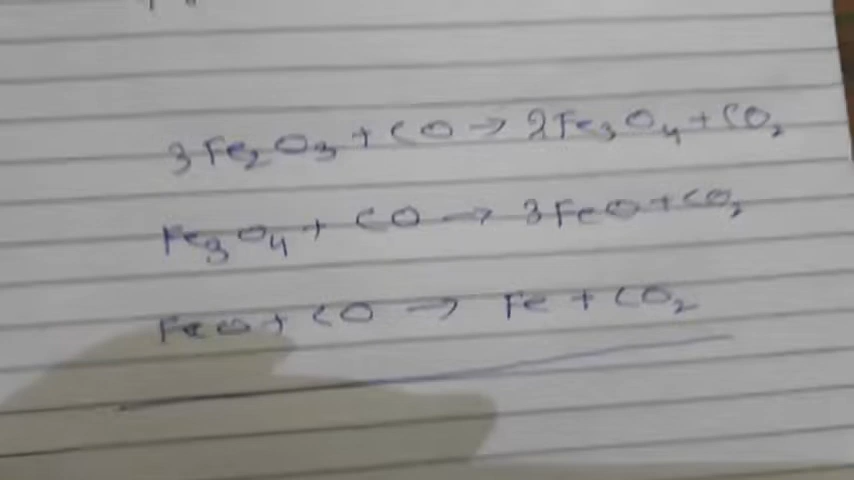 3Fe₂O₃ + CO → 2Fe₃O₄ + CO₂
Fe₃O₄ + CO → 3FeO + CO₂
FeO + CO → Fe + CO₂